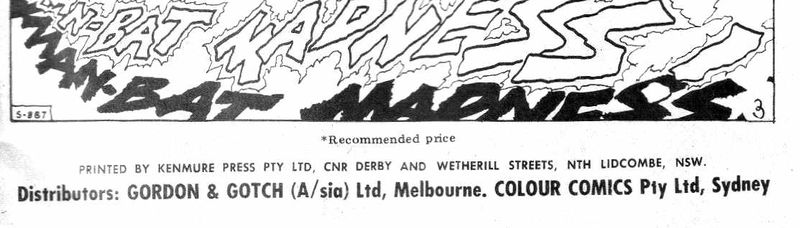 MAN-BAT MADNESS!
MAN-BAT MADNESS
S-887
3
*Recommended price
PRINTED BY KENMURE PRESS PTY LTD, CNR DERBY AND WETHERILL STREETS, NTH LIDCOMBE, NSW.
Distributors: GORDON & GOTCH (A/sia) Ltd, Melbourne. COLOUR COMICS Pty Ltd, Sydney